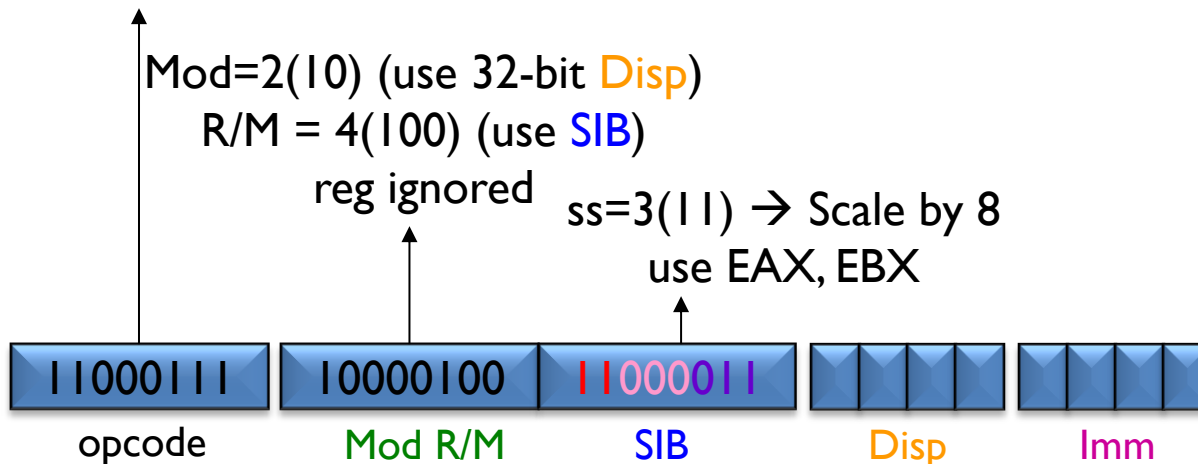 Mod=2(10) (use 32-bit Disp)
R/M = 4(100) (use SIB)
reg ignored
ss=3(11) → Scale by 8
use EAX, EBX
11000111 10000100 11000011
opcode Mod R/M SIB Disp Imm